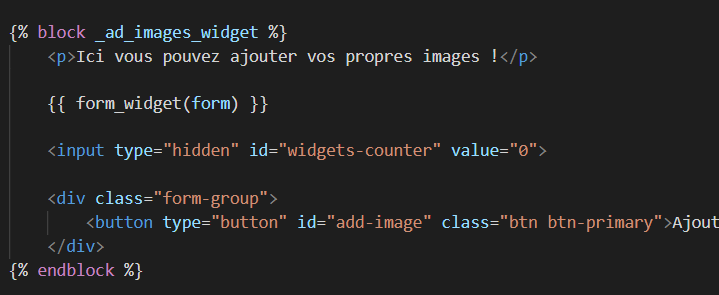 {% block _ad_images_widget %}
<p>Ici vous pouvez ajouter vos propres images !</p>
{{ form_widget(form) }}
<input type="hidden" id="widgets-counter" value="0">
<div class="form-group">
<button type="button" id="add-image" class="btn btn-primary">Ajout
</div>
{% endblock %}